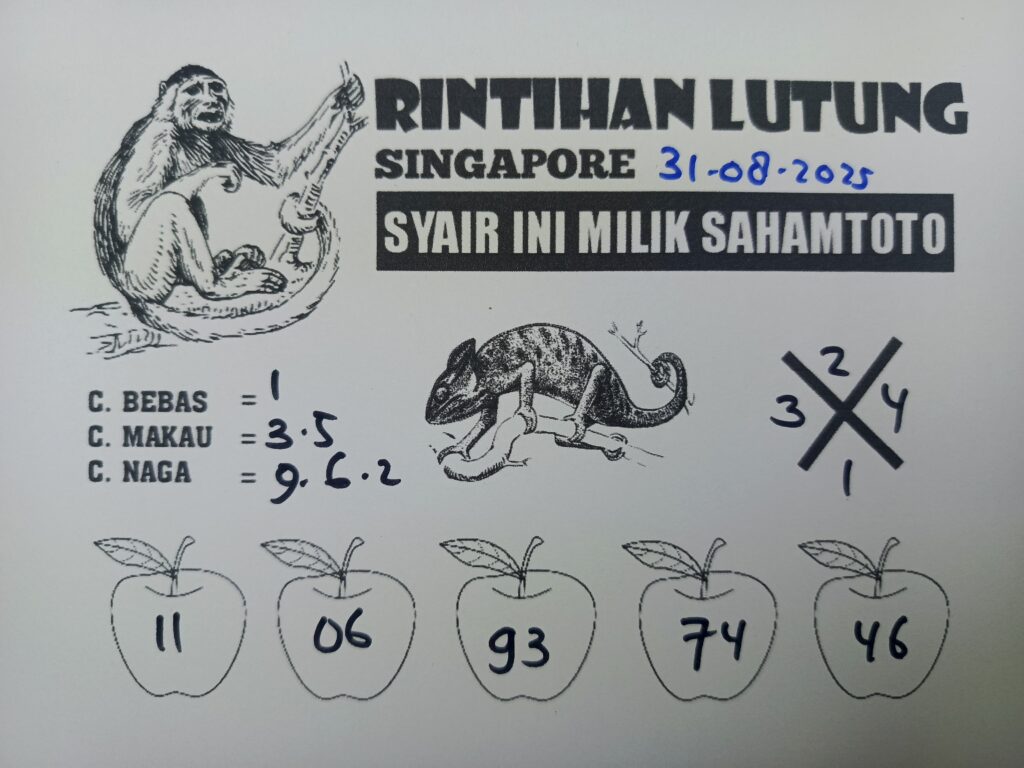 RINTIHAN LUTUNG
SINGAPORE 31-08-2025
SYAIR INI MILIK SAHAMTOTO
C. BEBAS = 1
C. MAKAU = 3.5
C. NAGA = 9.6.2
2
3 4
1
11 06 93 74 46